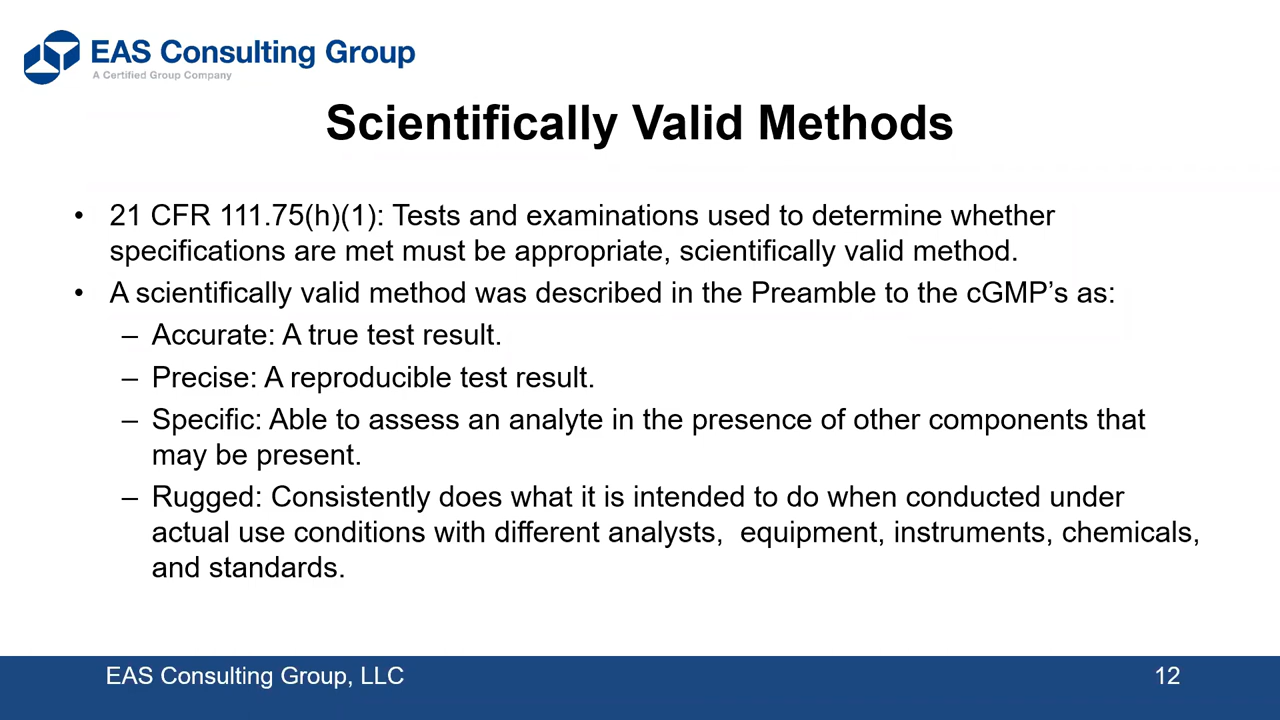 EAS Consulting Group
A Certified Group Company
Scientifically Valid Methods
• 21 CFR 111.75(h)(1): Tests and examinations used to determine whether
specifications are met must be appropriate, scientifically valid method.
• A scientifically valid method was described in the Preamble to the cGMP’s as:
– Accurate: A true test result.
– Precise: A reproducible test result.
– Specific: Able to assess an analyte in the presence of other components that
may be present.
– Rugged: Consistently does what it is intended to do when conducted under
actual use conditions with different analysts,  equipment, instruments, chemicals,
and standards.
EAS Consulting Group, LLC
12